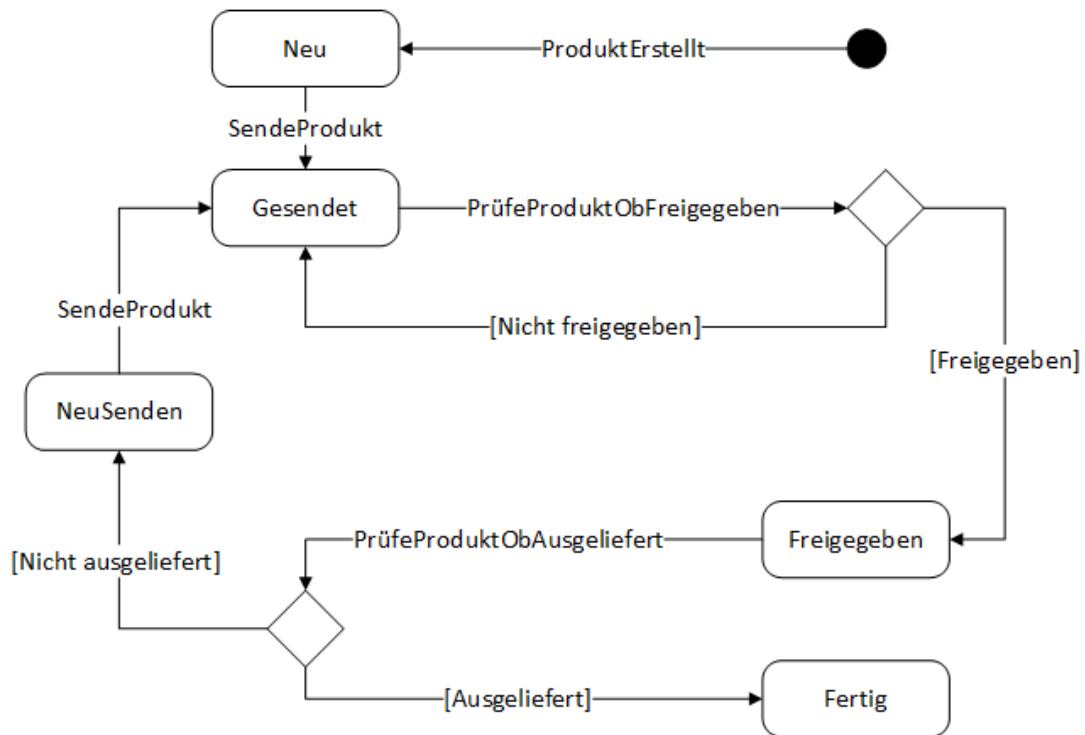 Neu
ProduktErstellt
SendeProdukt
Gesendet
PrüfeProduktObFreigegeben
SendeProdukt
[Nicht freigegeben]
[Freigegeben]
NeuSenden
PrüfeProduktObAusgeliefert
Freigegeben
[Nicht ausgeliefert]
[Ausgeliefert]
Fertig